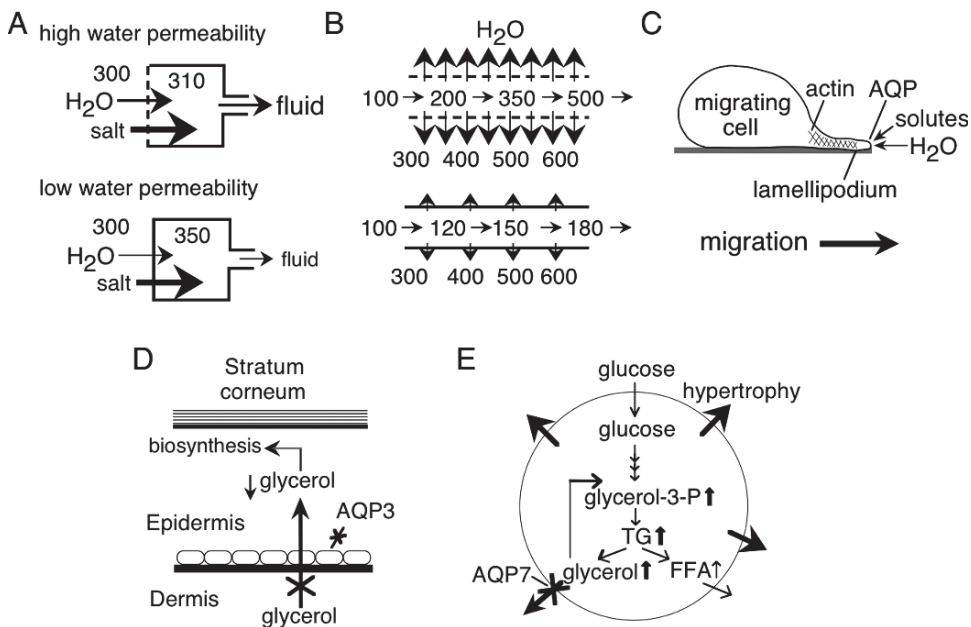 A
high water permeability
300
310
H₂O
salt
fluid
low water permeability
300
350
H₂O
salt
fluid
B
H₂O
100 → 200 → 350 → 500 →
300 400 500 600
100 → 120 → 150 → 180 →
300 400 500 600
C
actin AQP
migrating
cell
solutes
H₂O
lamellipodium
migration
D
Stratum
corneum
biosynthesis
↓ glycerol
AQP3
Epidermis
Dermis
glycerol
E
glucose
hypertrophy
glucose
glycerol-3-P ↑
TG ↑
AQP7 glycerol ↑ FFA ↑